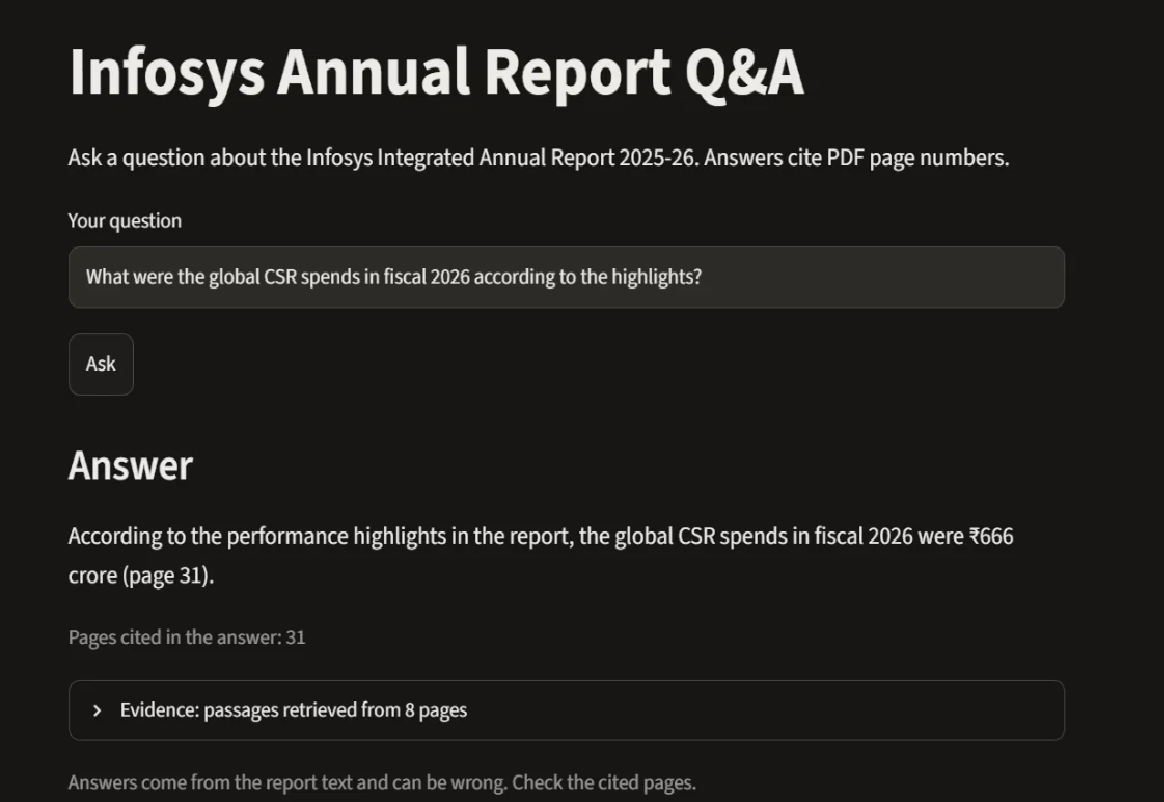 Infosys Annual Report Q&A
Ask a question about the Infosys Integrated Annual Report 2025-26. Answers cite PDF page numbers.
Your question
What were the global CSR spends in fiscal 2026 according to the highlights?
Ask
Answer
According to the performance highlights in the report, the global CSR spends in fiscal 2026 were ₹666
crore (page 31).
Pages cited in the answer: 31
Evidence: passages retrieved from 8 pages
Answers come from the report text and can be wrong. Check the cited pages.